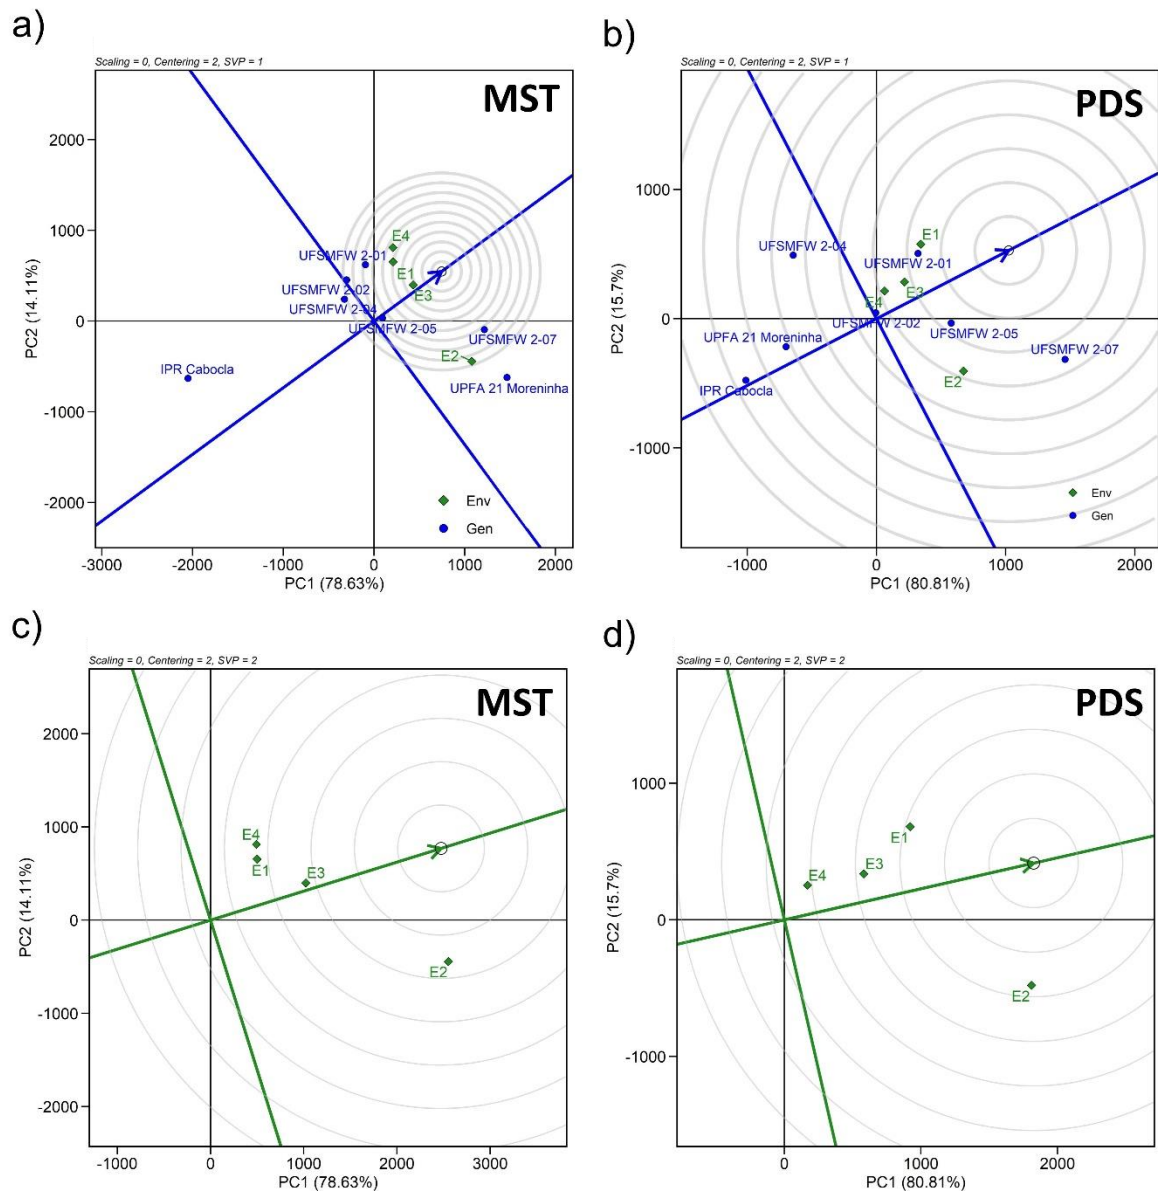 a)
Scaling = 0, Centering = 2, SVP = 1
MST
PC2 (14.11%)
2000
1000
0
-1000
-2000
E4
UFSMFW 2-01
E1
UFSMFW 2-02
E3
UFSMFW 2-04
UFSMFW 2-05
UFSMFW 2-07
E2
IPR Cabocla
UPFA 21 Moreninha
Env
Gen
-3000 -2000 -1000 0 1000 2000
PC1 (78.63%)
b)
Scaling = 0, Centering = 2, SVP = 1
PDS
PC2 (15.7%)
1000
0
-1000
E1
UFSMFW 2-04
UFSMFW 2-01
E3
E4
UFSMFW 2-02
UFSMFW 2-05
UPFA 21 Moreninha
UFSMFW 2-07
E2
IPR Cabocla
Env
Gen
-1000 0 1000 2000
PC1 (80.81%)
c)
Scaling = 0, Centering = 2, SVP = 2
MST
PC2 (14.11%)
2000
1000
0
-1000
-2000
E4
E1
E3
E2
-1000 0 1000 2000 3000
PC1 (78.63%)
d)
Scaling = 0, Centering = 2, SVP = 2
PDS
PC2 (15.7%)
1000
0
-1000
E1
E3
E4
E2
0 1000 2000
PC1 (80.81%)